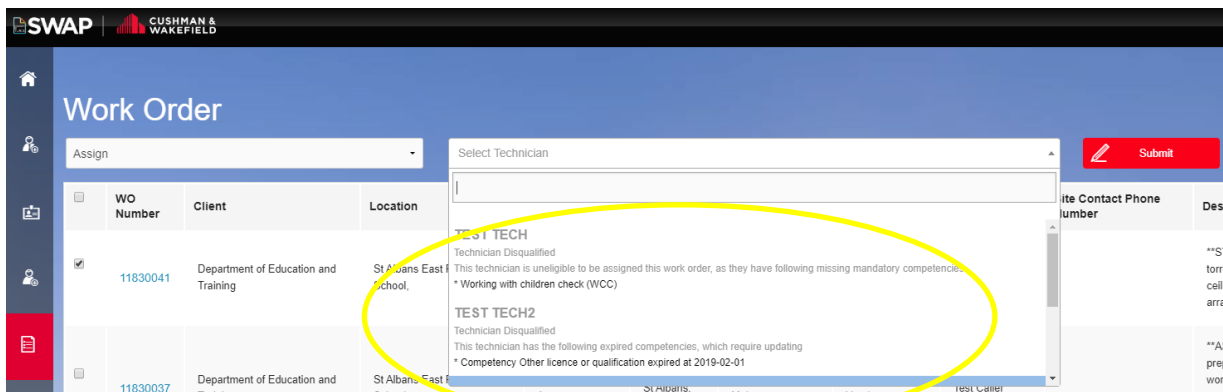 SWAP
CUSHMAN &
WAKEFIELD
Work Order
Assign
Select Technician
Submit
WO
Number
Client
Location
ite Contact Phone
umber
Des
TEST TECH
Technician Disqualified
This technician is uneligible to be assigned this work order, as they have following missing mandatory competencies
* Working with children check (WCC)
11830041
Department of Education and
Training
St Albans East
School,
**S
torr
ceil
arra
TEST TECH2
Technician Disqualified
This technician has the following expired competencies, which require updating
* Competency Other licence or qualification expired at 2019-02-01
11830037
Department of Education and
St Albans East
St Albans,
Test Caller
**A
pre
wo